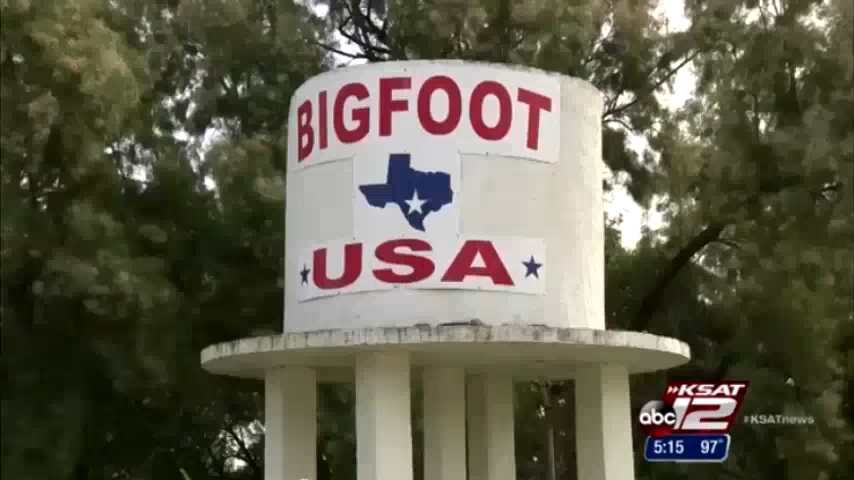 BIGFOOT
USA
»KSAT
abc 12
#KSATnews
5:15 97°